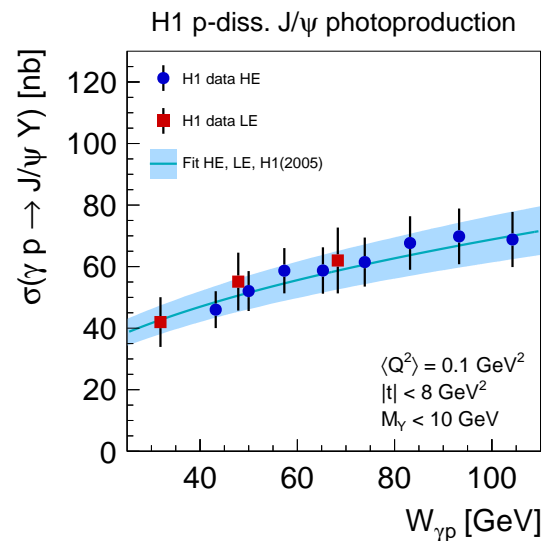 H1 p-diss. J/ψ photoproduction
σ(γ p → J/ψ Y) [nb]
120
100
80
60
40
20
0
H1 data HE
H1 data LE
Fit HE, LE, H1(2005)
⟨Q²⟩ = 0.1 GeV²
|t| < 8 GeV²
M_Y < 10 GeV
40 60 80 100
W_γp [GeV]